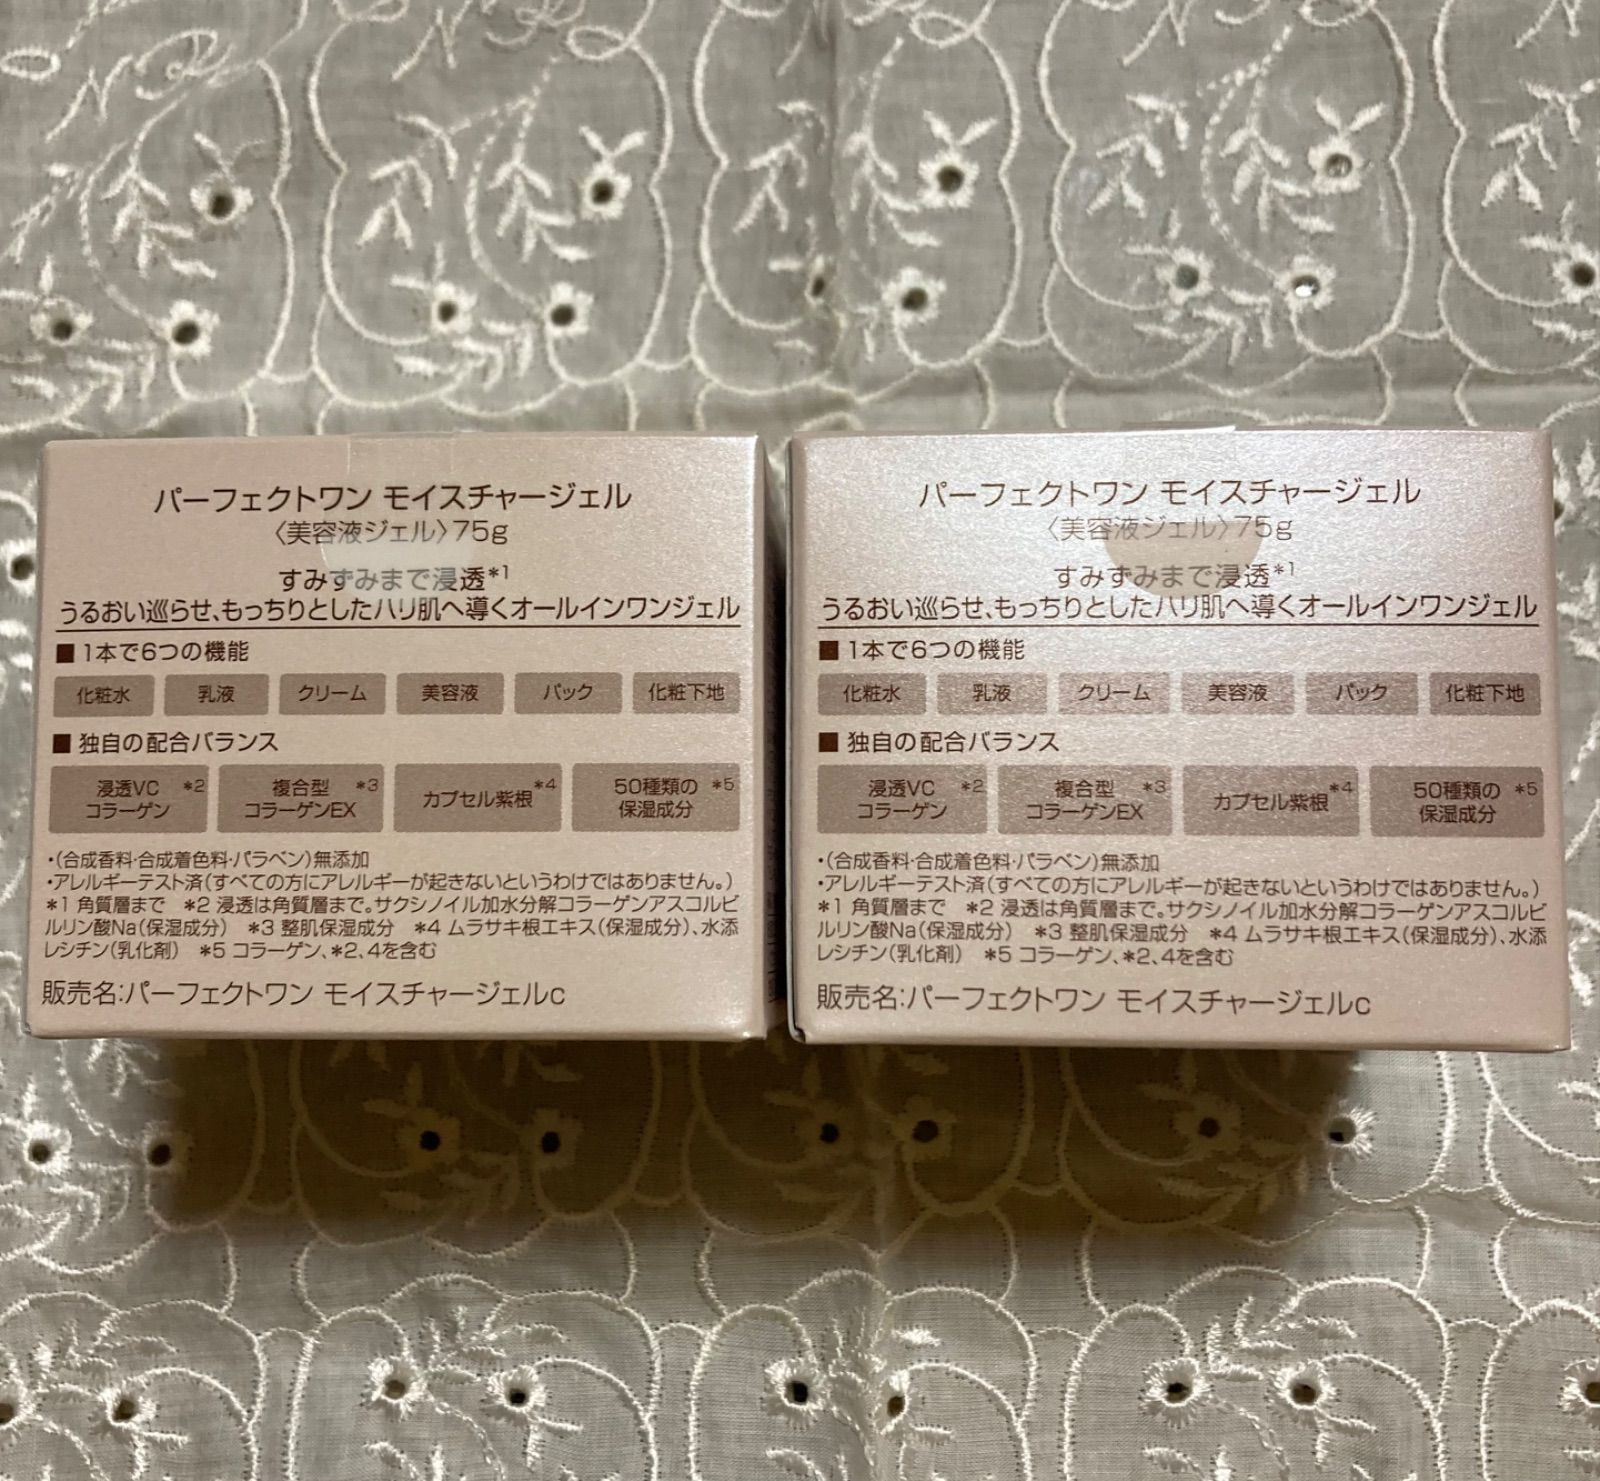 パーフェクトワン モイスチャージェル
〈美容液ジェル〉75g
すみずみまで浸透*1
うるおい巡らせ、もっちりとしたハリ肌へ導くオールインワンジェル
■ 1本で6つの機能
化粧水 乳液 クリーム 美容液 パック 化粧下地
■ 独自の配合バランス
浸透VC *2 複合型 *3 カプセル紫根*4 50種類の *5
コラーゲン コラーゲンEX 保湿成分
・(合成香料・合成着色料・パラベン)無添加
・アレルギーテスト済(すべての方にアレルギーが起きないというわけではありません。)
*1 角質層まで *2 浸透は角質層まで。サクシノイル加水分解コラーゲンアスコルビ
ルリン酸Na(保湿成分) *3 整肌保湿成分 *4 ムラサキ根エキス(保湿成分)、水添
レシチン(乳化剤) *5 コラーゲン、*2、4を含む
販売名:パーフェクトワン モイスチャージェルc
パーフェクトワン モイスチャージェル
〈美容液ジェル〉75g
すみずみまで浸透*1
うるおい巡らせ、もっちりとしたハリ肌へ導くオールインワンジェル
■ 1本で6つの機能
化粧水 乳液 クリーム 美容液 パック 化粧下地
■ 独自の配合バランス
浸透VC *2 複合型 *3 カプセル紫根*4 50種類の *5
コラーゲン コラーゲンEX 保湿成分
・(合成香料・合成着色料・パラベン)無添加
・アレルギーテスト済(すべての方にアレルギーが起きないというわけではありません。)
*1 角質層まで *2 浸透は角質層まで。サクシノイル加水分解コラーゲンアスコルビ
ルリン酸Na(保湿成分) *3 整肌保湿成分 *4 ムラサキ根エキス(保湿成分)、水添
レシチン(乳化剤) *5 コラーゲン、*2、4を含む
販売名:パーフェクトワン モイスチャージェルc